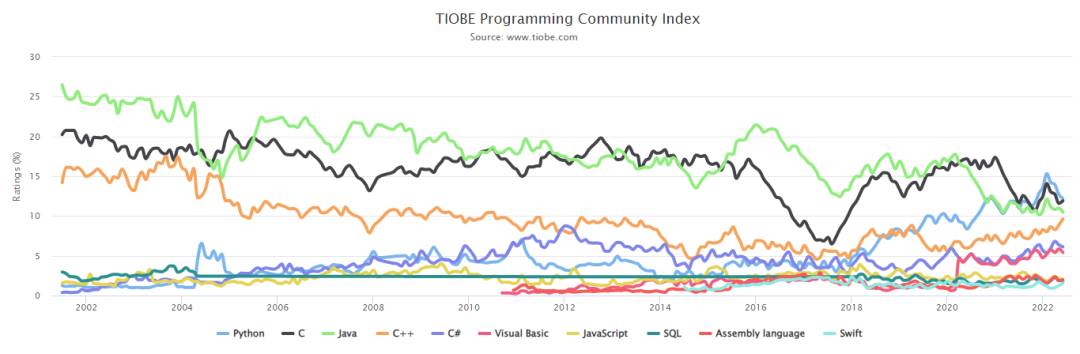 TIOBE Programming Community Index
Source: www.tiobe.com
Ratings (%)
30
25
20
15
10
5
0
2002 2004 2006 2008 2010 2012 2014 2016 2018 2020 2022
Python C Java C++ C# Visual Basic JavaScript SQL Assembly language Swift